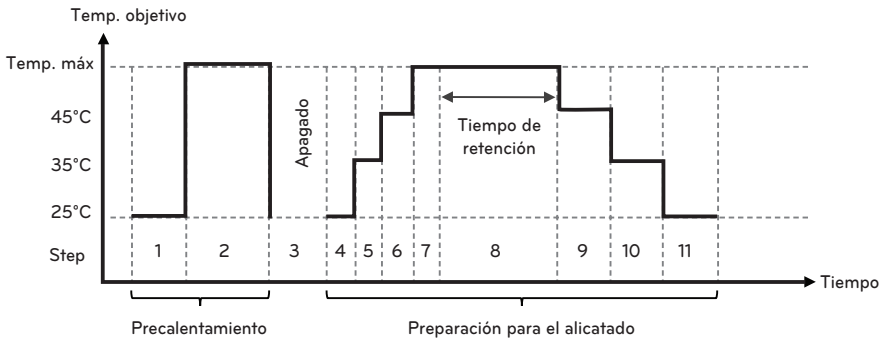 Temp. objetivo
Temp. máx
45°C
35°C
25°C
Step
Apagado
Tiempo de
retención
1 2 3 4 5 6 7 8 9 10 11
Tiempo
Precalentamiento
Preparación para el alicatado